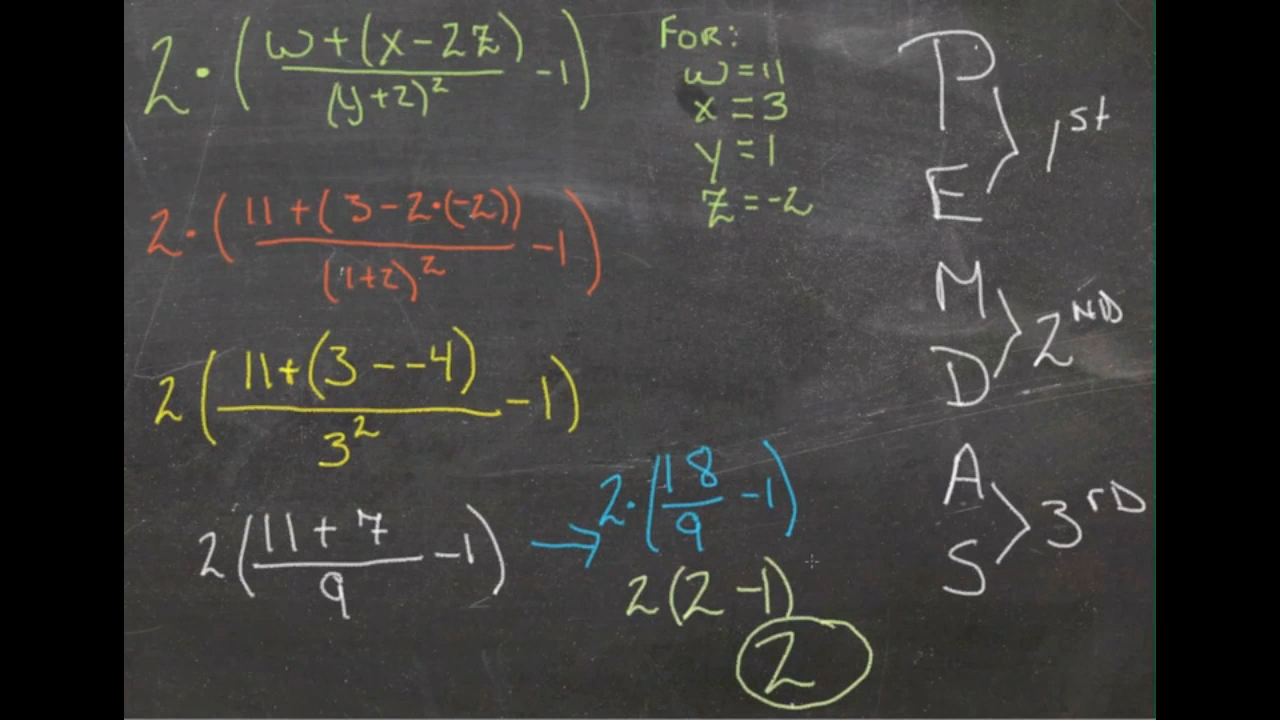 2 · ( (w + (x - 2z)) / (y + 2)² - 1 )
2 · ( (11 + (3 - 2·(-2))) / (1 + 2)² - 1 )
2 ( (11 + (3 - -4)) / 3² - 1 )
2 ( (11 + 7) / 9 - 1 ) →
2 · ( 18 / 9 - 1 )
2 (2 - 1)
2
FOR:
w = 11
x = 3
y = 1
z = -2
P
E
1st
M
D
2ND
A
S
3rD